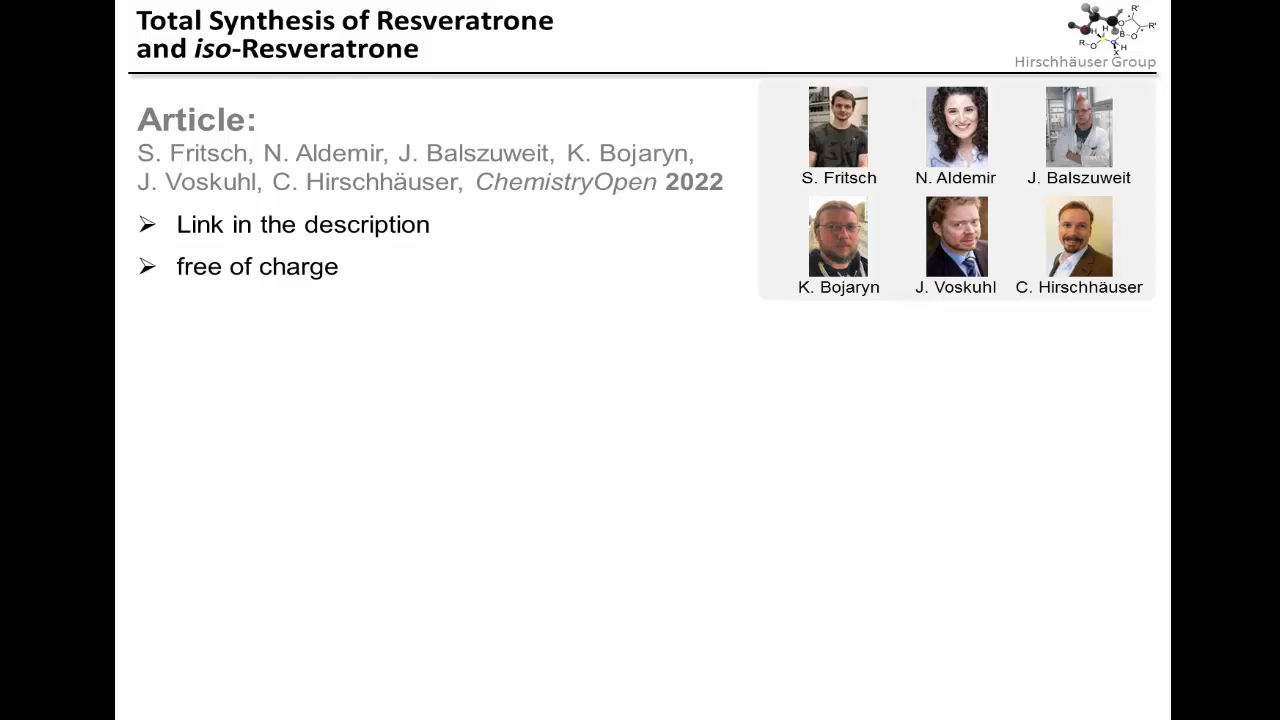 Total Synthesis of Resveratrone
and iso-Resveratrone
Hirschhäuser Group
Article:
S. Fritsch, N. Aldemir, J. Balszuweit, K. Bojaryn,
J. Voskuhl, C. Hirschhäuser, ChemistryOpen 2022
➢ Link in the description
➢ free of charge
S. Fritsch N. Aldemir J. Balszuweit
K. Bojaryn J. Voskuhl C. Hirschhäuser